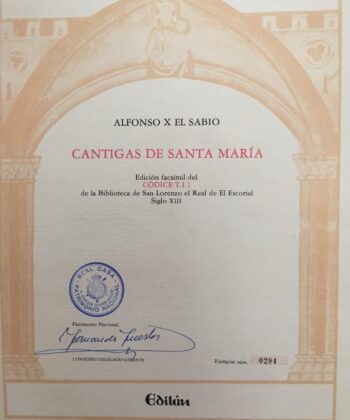 ALFONSO X EL SABIO
CANTIGAS DE SANTA MARÍA
Edición facsímil del
CÓDICE T.I.1
de la Biblioteca de San Lorenzo el Real de El Escorial
Siglo XIII
REAL CASA
PATRIMONIO NACIONAL
Patrimonio Nacional
CONSEJERO DELEGADO GERENTE
Ejemplar núm. 0294
Edilán